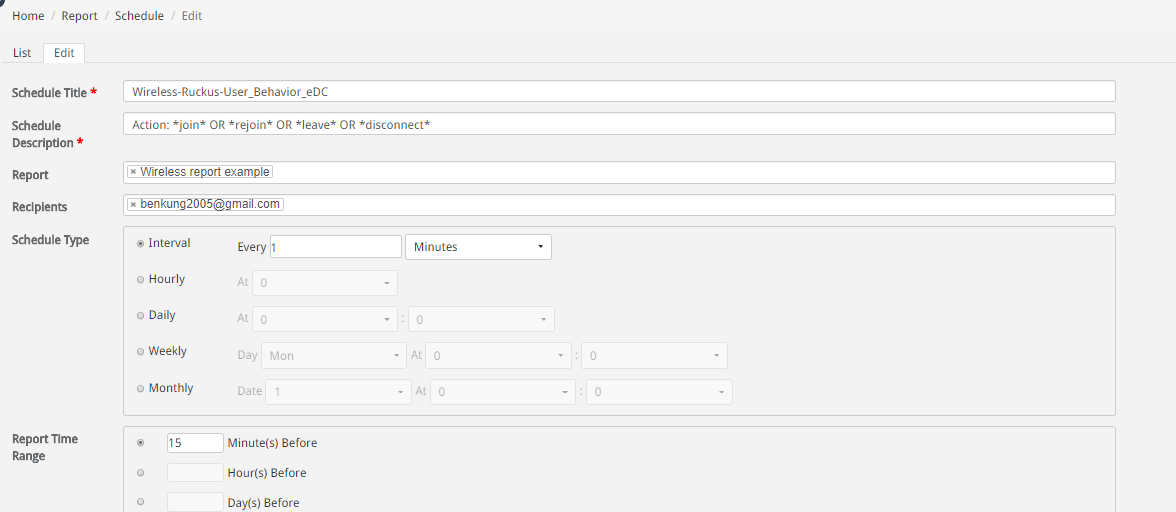 Home / Report / Schedule / Edit
List Edit
Schedule Title * Wireless-Ruckus-User_Behavior_eDC
Schedule Description * Action: *join* OR *rejoin* OR *leave* OR *disconnect*
Report × Wireless report example
Recipients × benkung2005@gmail.com
Schedule Type
Interval Every 1 Minutes
Hourly At 0
Daily At 0 : 0
Weekly Day Mon At 0 : 0
Monthly Date 1 At 0 : 0
Report Time Range
15 Minute(s) Before
Hour(s) Before
Day(s) Before